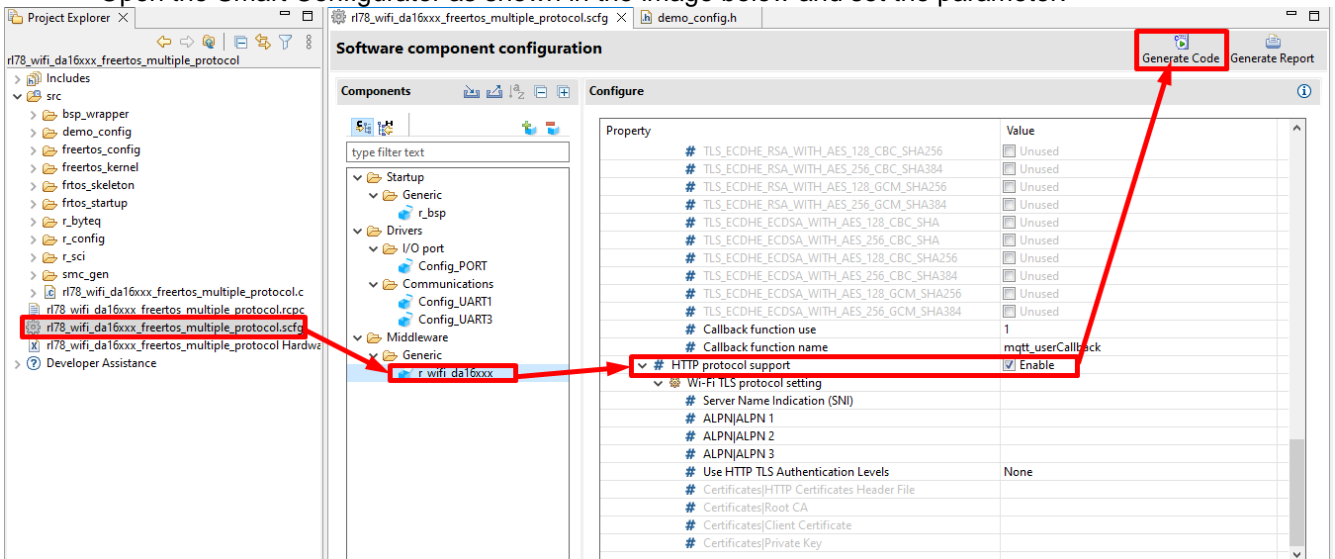 Open the Smart Configurator as shown in the image below and set the parameter.
Project Explorer
rl78_wifi_da16xxx_freertos_multiple_protocol
Includes
src
bsp_wrapper
demo_config
freertos_config
freertos_kernel
frtos_skeleton
frtos_startup
r_byteq
r_config
r_sci
smc_gen
rl78_wifi_da16xxx_freertos_multiple_protocol.c
rl78_wifi_da16xxx_freertos_multiple_protocol.rcpc
rl78_wifi_da16xxx_freertos_multiple_protocol.scfg
rl78_wifi_da16xxx_freertos_multiple_protocol Hardwa
Developer Assistance
rl78_wifi_da16xxx_freertos_multiple_protocol.scfg
demo_config.h
Software component configuration
Generate Code
Generate Report
Components
type filter text
Startup
Generic
r_bsp
Drivers
I/O port
Config_PORT
Communications
Config_UART1
Config_UART3
Middleware
Generic
r_wifi_da16xxx
Configure
Property Value
# TLS_ECDHE_RSA_WITH_AES_128_CBC_SHA256 Unused
# TLS_ECDHE_RSA_WITH_AES_256_CBC_SHA384 Unused
# TLS_ECDHE_RSA_WITH_AES_128_GCM_SHA256 Unused
# TLS_ECDHE_RSA_WITH_AES_256_GCM_SHA384 Unused
# TLS_ECDHE_ECDSA_WITH_AES_128_CBC_SHA Unused
# TLS_ECDHE_ECDSA_WITH_AES_256_CBC_SHA Unused
# TLS_ECDHE_ECDSA_WITH_AES_128_CBC_SHA256 Unused
# TLS_ECDHE_ECDSA_WITH_AES_256_CBC_SHA384 Unused
# TLS_ECDHE_ECDSA_WITH_AES_128_GCM_SHA256 Unused
# TLS_ECDHE_ECDSA_WITH_AES_256_GCM_SHA384 Unused
# Callback function use 1
# Callback function name mqtt_userCallback
# HTTP protocol support Enable
Wi-Fi TLS protocol setting
# Server Name Indication (SNI)
# ALPN|ALPN 1
# ALPN|ALPN 2
# ALPN|ALPN 3
# Use HTTP TLS Authentication Levels None
# Certificates|HTTP Certificates Header File
# Certificates|Root CA
# Certificates|Client Certificate
# Certificates|Private Key